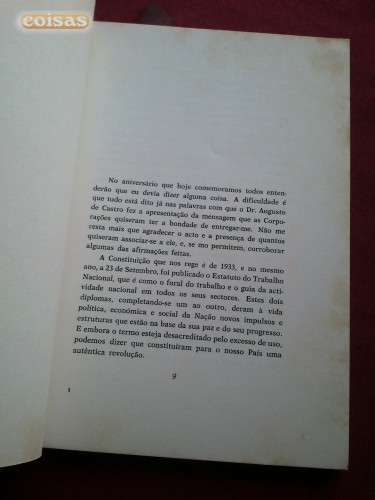 coisas
No aniversário que hoje comemoramos todos enten-
derão que eu devia dizer alguma coisa. A dificuldade é
que tudo está dito já nas palavras com que o Dr. Augusto
de Castro fez a apresentação da mensagem que as Corpo-
rações quiseram ter a bondade de entregar-me. Não me
resta mais que agradecer o acto e a presença de quantos
quiseram associar-se a ele, e, se mo permitem, corroborar
algumas das afirmações feitas.
A Constituição que nos rege é de 1933, e no mesmo
ano, a 23 de Setembro, foi publicado o Estatuto do Trabalho
Nacional, que é como o foral do trabalho e o guia da acti-
vidade nacional em todos os seus sectores. Estes dois
diplomas, completando-se um ao outro, deram à vida
política, económica e social da Nação novos impulsos e
estruturas que estão na base da sua paz e do seu progresso.
E embora o termo esteja desacreditado pelo excesso de uso,
podemos dizer que constituíram para o nosso País uma
autêntica revolução.
9